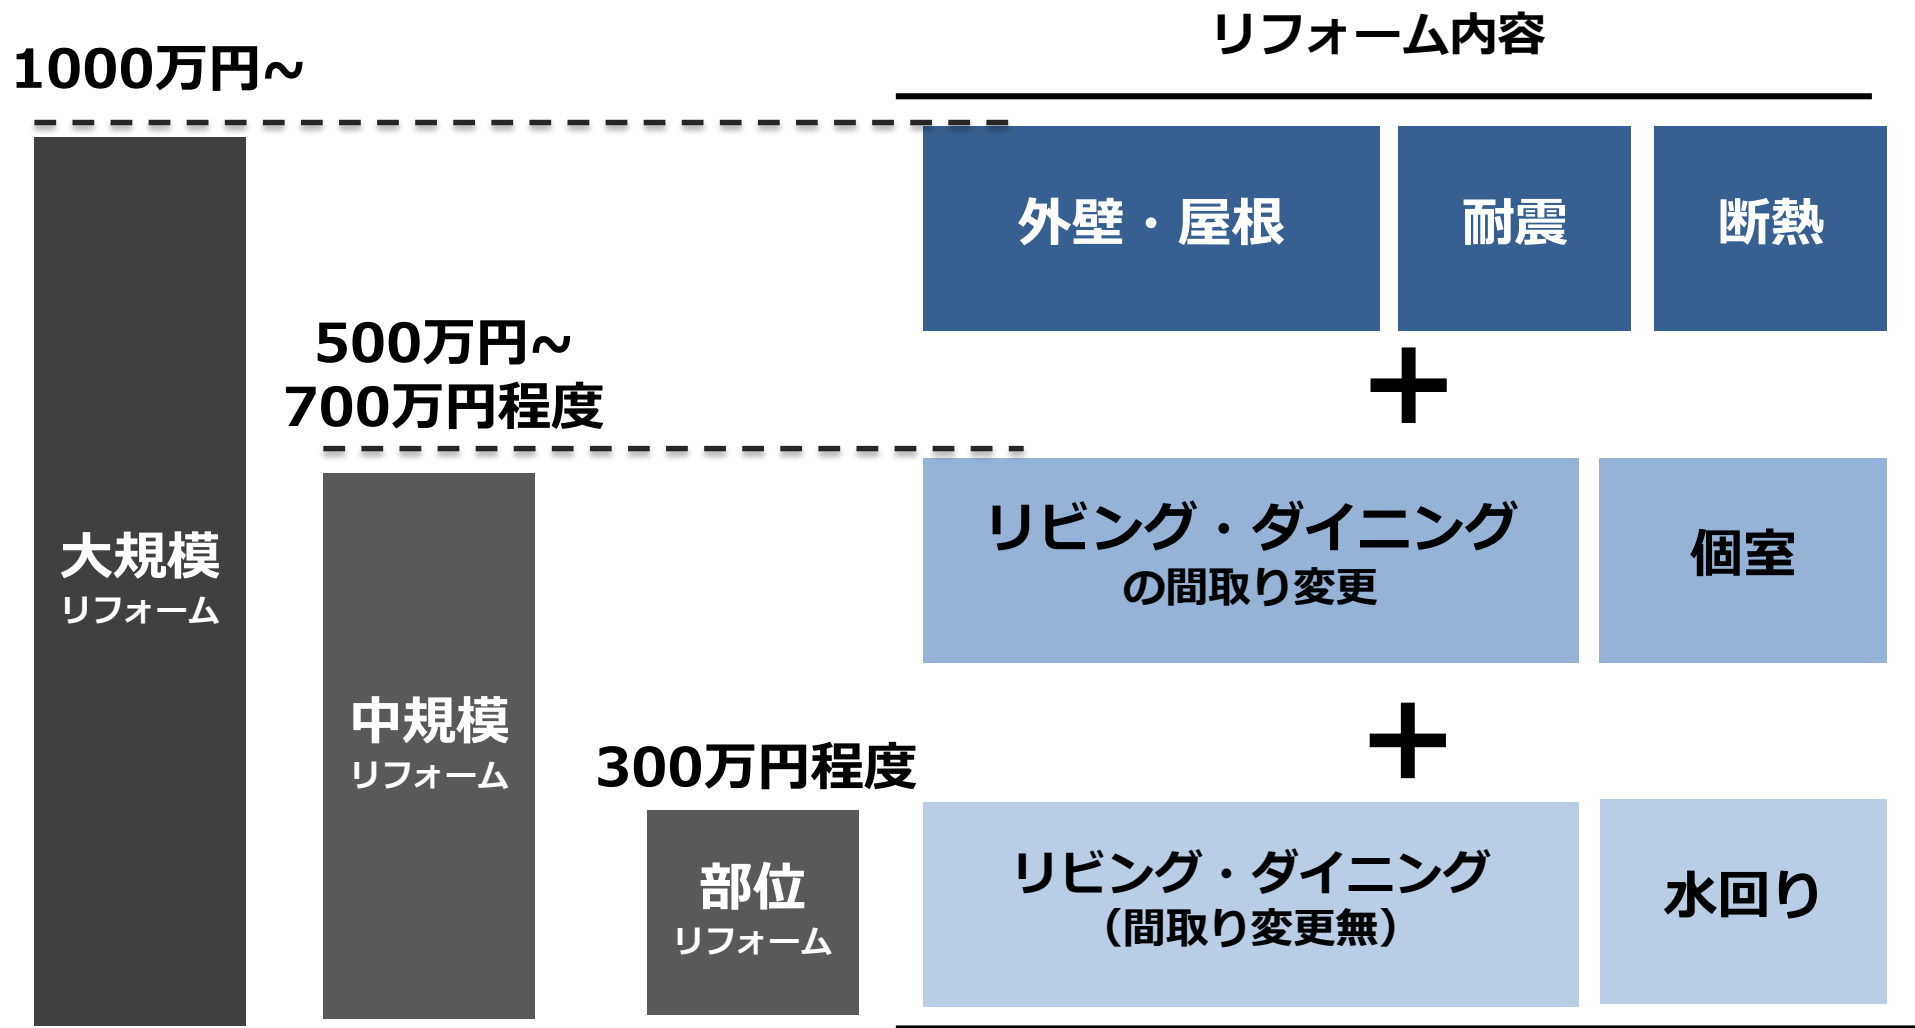 リフォーム内容
1000万円~
外壁・屋根
耐震
断熱
500万円~
700万円程度
+
リビング・ダイニング
の間取り変更
個室
大規模
リフォーム
中規模
リフォーム
+
300万円程度
部位
リフォーム
リビング・ダイニング
（間取り変更無）
水回り